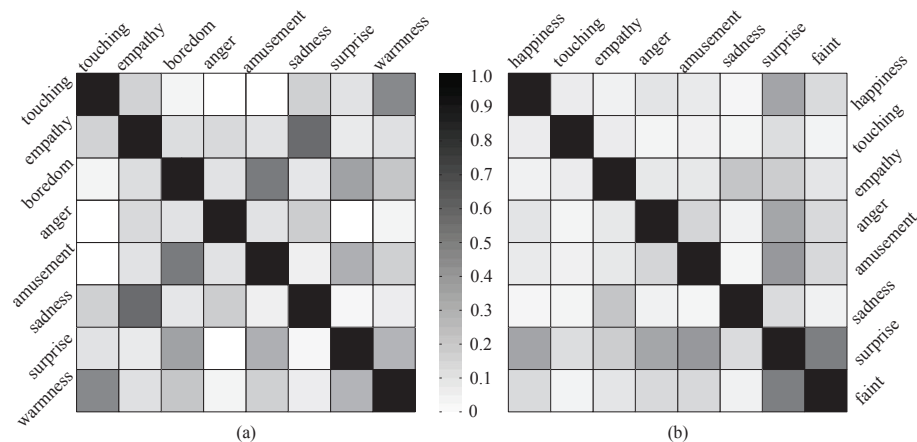 touching
empathy
boredom
anger
amusement
sadness
surprise
warmness
touching
empathy
boredom
anger
amusement
sadness
surprise
warmness
(a)
1.0
0.9
0.8
0.7
0.6
0.5
0.4
0.3
0.2
0.1
0
happiness
touching
empathy
anger
amusement
sadness
surprise
faint
happiness
touching
empathy
anger
amusement
sadness
surprise
faint
(b)